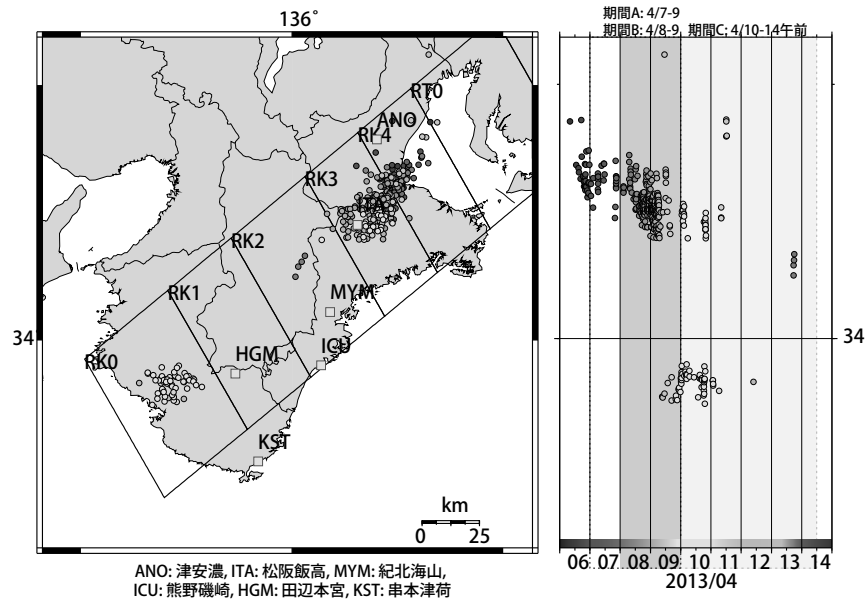 136°
期間A: 4/7-9
期間B: 4/8-9 期間C; 4/10-14午前
RT0
ANO
RL4
RK3
ITA
RK2
RK1
MYM
34
34
ICU
HGM
RK0
KST
km
0 25
06 07 08 09 10 11 12 13 14
2013/04
ANO: 津安濃, ITA: 松阪飯高, MYM: 紀北海山,
ICU: 熊野磯崎, HGM: 田辺本宮, KST: 串本津荷